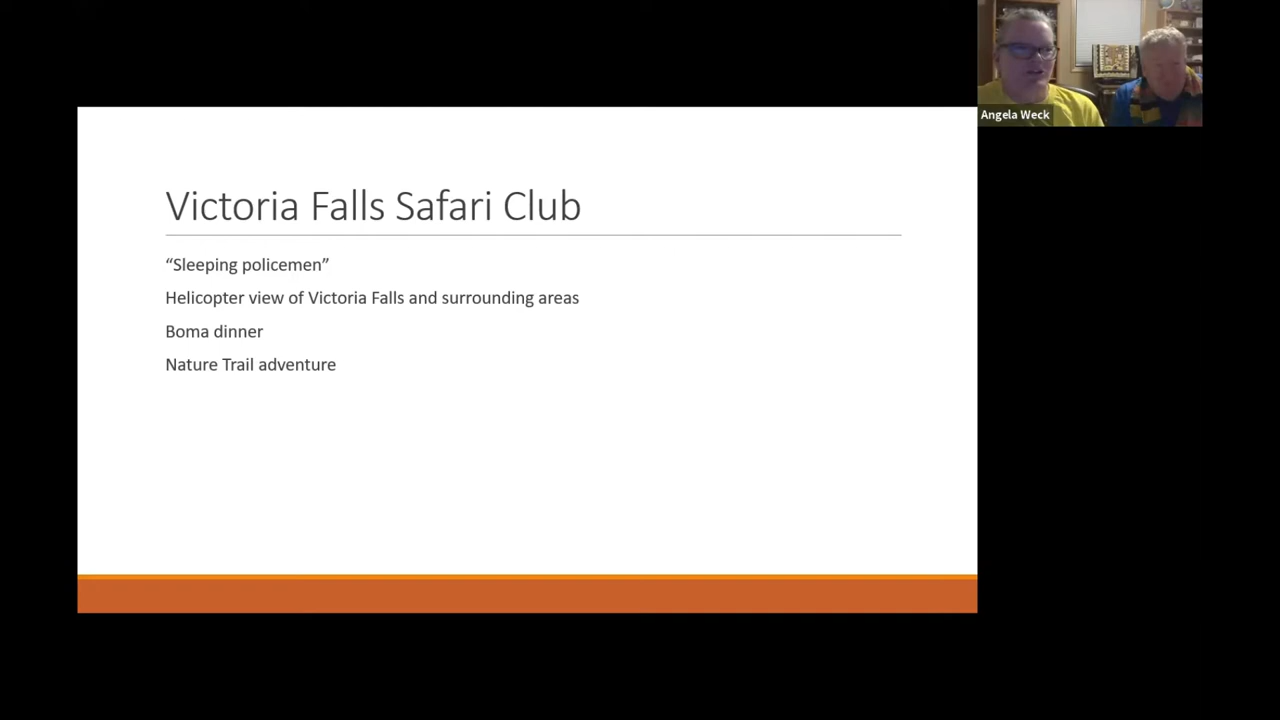 Angela Weck
Victoria Falls Safari Club
“Sleeping policemen”
Helicopter view of Victoria Falls and surrounding areas
Boma dinner
Nature Trail adventure